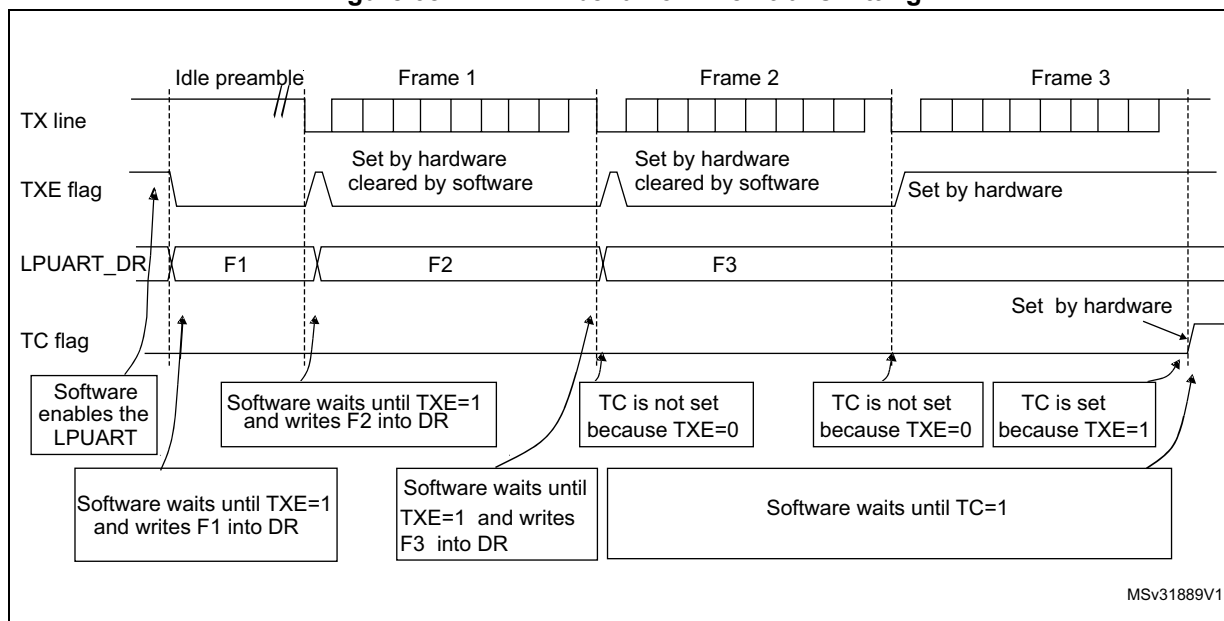 Idle preamble
Frame 1
Frame 2
Frame 3
TX line
Set by hardware
cleared by software
Set by hardware
cleared by software
TXE flag
Set by hardware
LPUART_DR
F1
F2
F3
Set by hardware
TC flag
Software
enables the
LPUART
Software waits until TXE=1
and writes F2 into DR
TC is not set
because TXE=0
TC is not set
because TXE=0
TC is set
because TXE=1
Software waits until TXE=1
and writes F1 into DR
Software waits until
TXE=1 and writes
F3 into DR
Software waits until TC=1
MSv31889V1